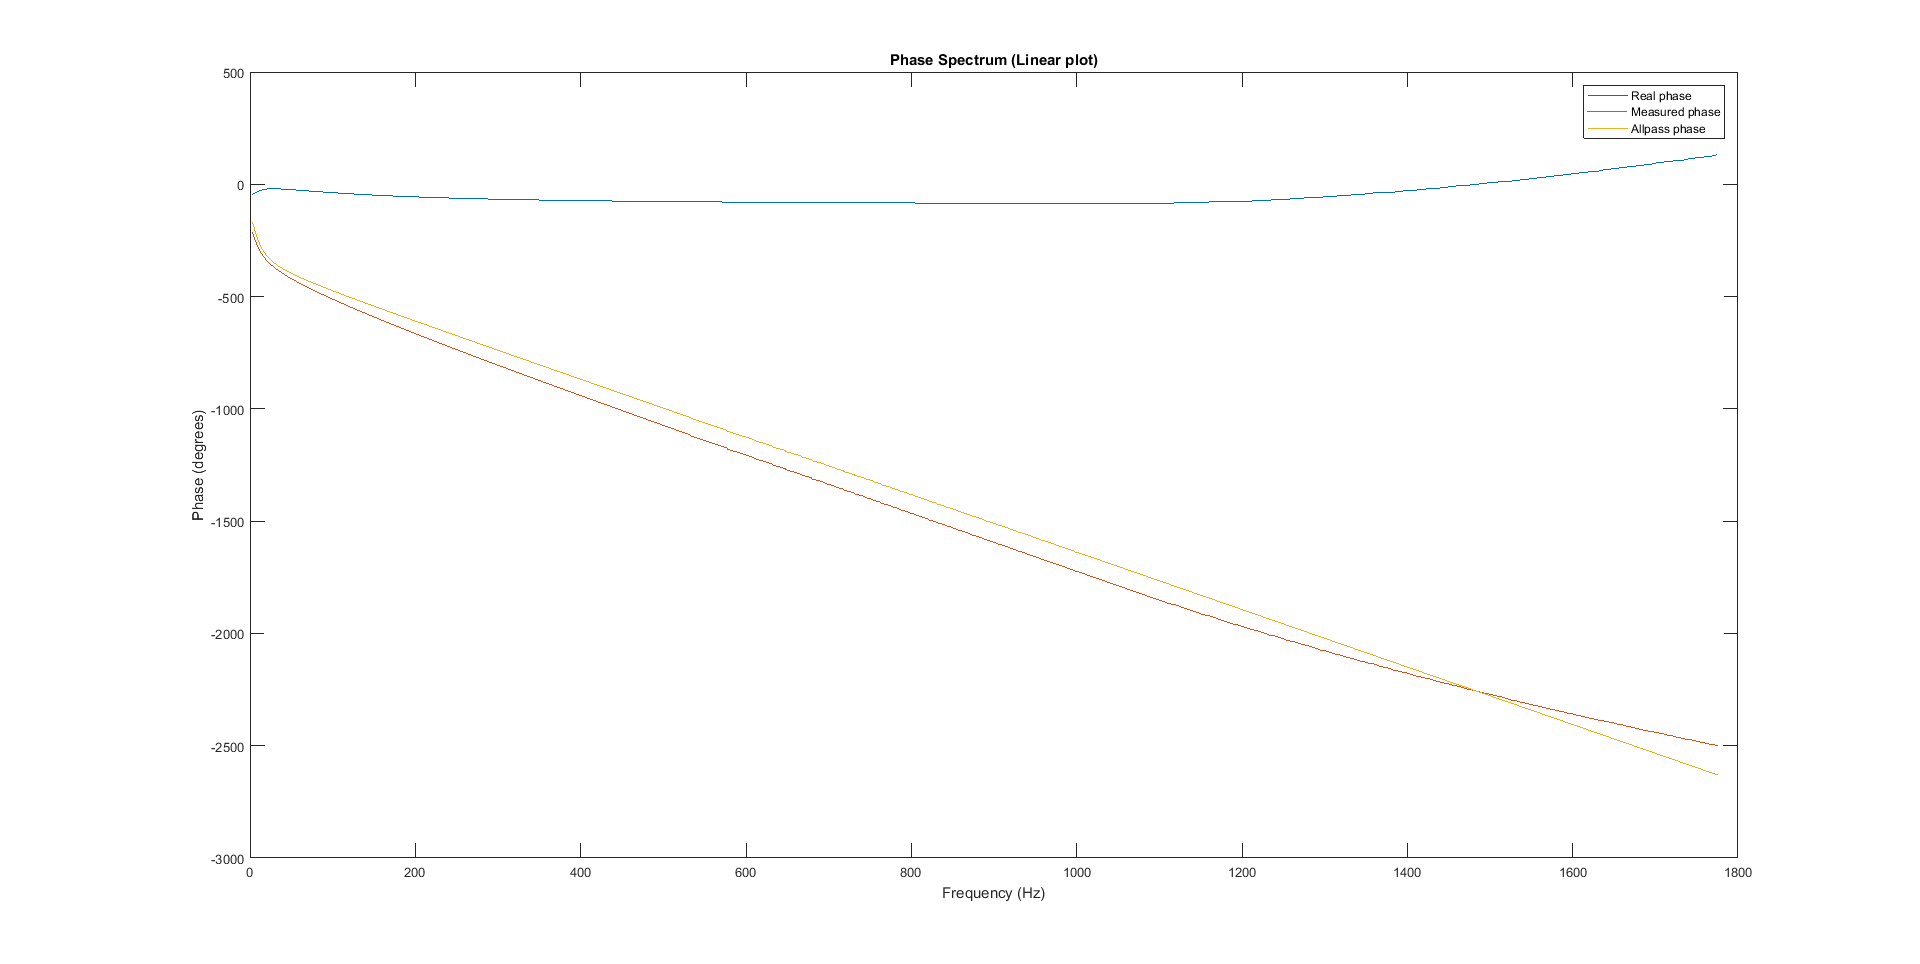 Phase Spectrum (Linear plot)
500
0
-500
-1000
-1500
-2000
-2500
-3000
Phase (degrees)
Real phase
Measured phase
Allpass phase
0 200 400 600 800 1000 1200 1400 1600 1800
Frequency (Hz)